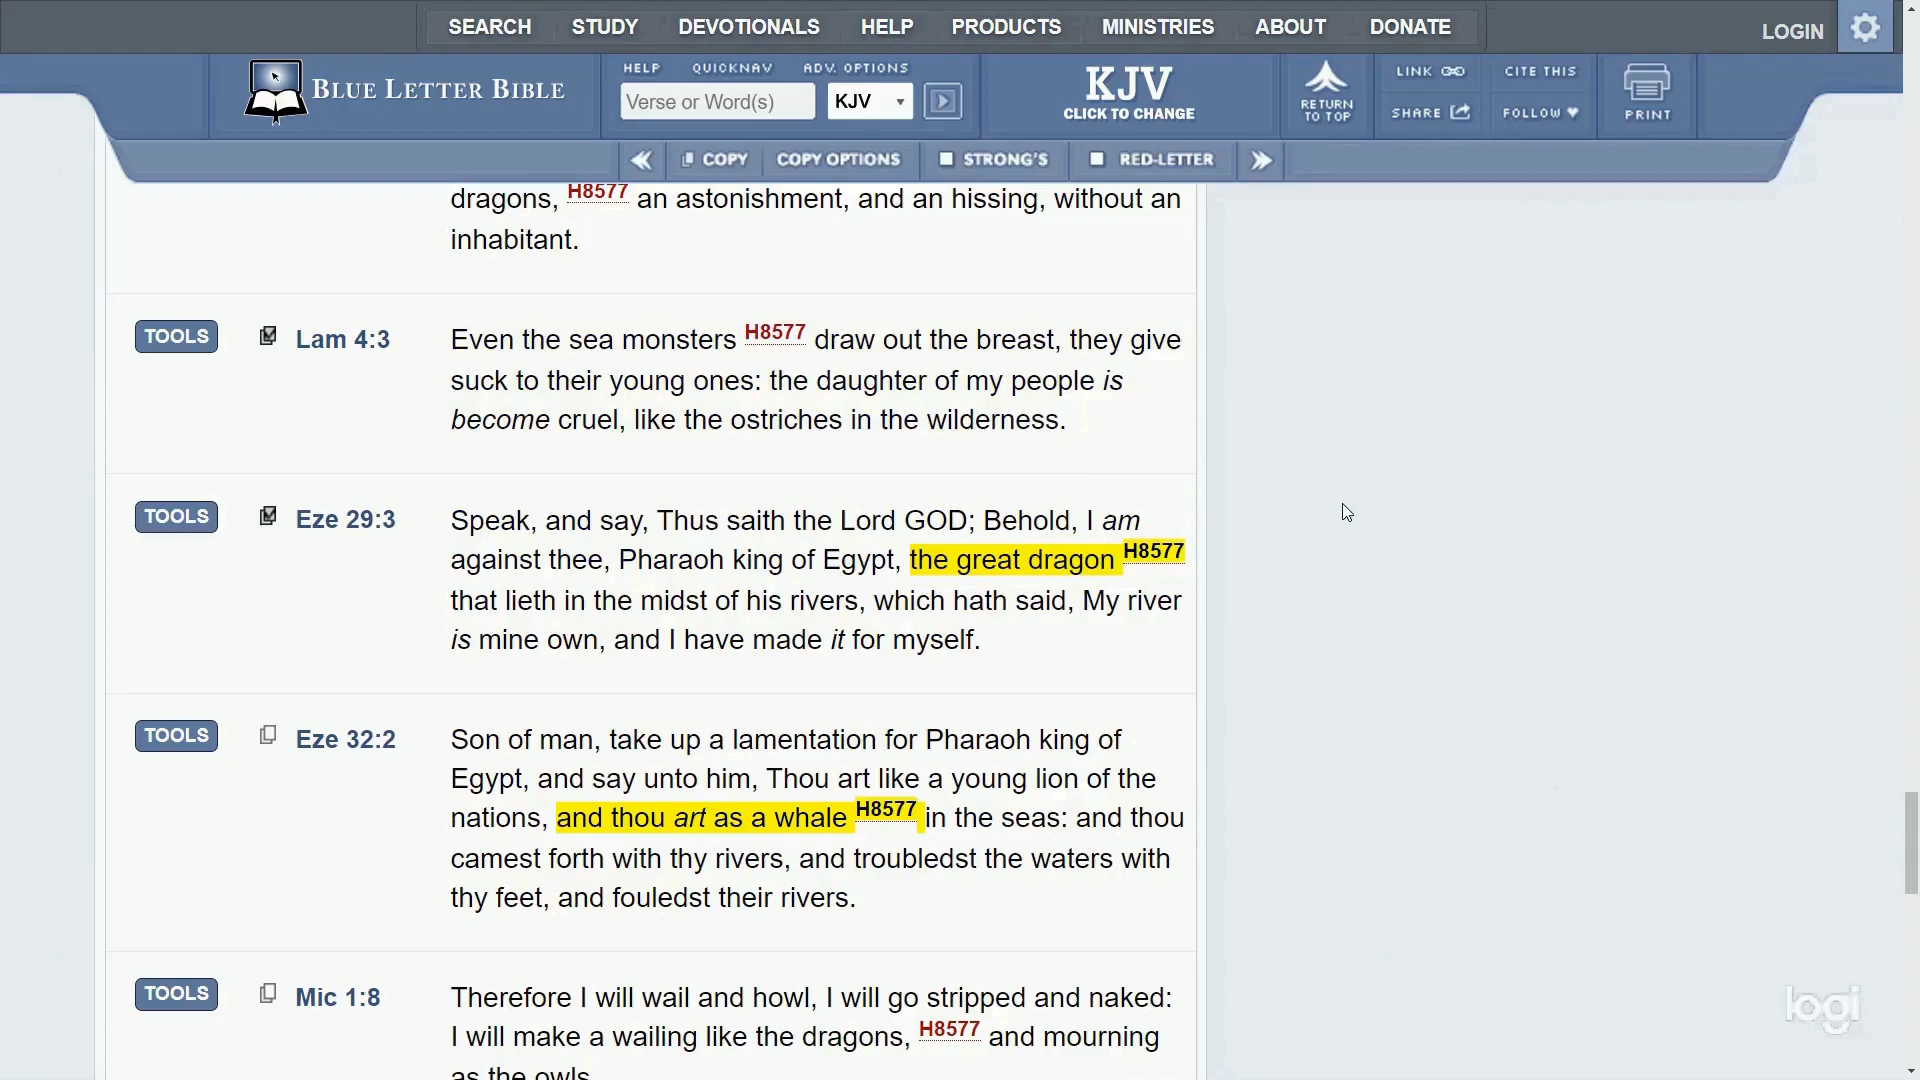 SEARCH STUDY DEVOTIONALS HELP PRODUCTS MINISTRIES ABOUT DONATE LOGIN
BLUE LETTER BIBLE
HELP QUICKNAV ADV. OPTIONS
Verse or Word(s) KJV
KJV
CLICK TO CHANGE
RETURN
TO TOP
LINK CITE THIS
SHARE FOLLOW
PRINT
COPY COPY OPTIONS STRONG'S RED-LETTER
dragons, H8577 an astonishment, and an hissing, without an
inhabitant.
TOOLS Lam 4:3 Even the sea monsters H8577 draw out the breast, they give
suck to their young ones: the daughter of my people is
become cruel, like the ostriches in the wilderness.
TOOLS Eze 29:3 Speak, and say, Thus saith the Lord GOD; Behold, I am
against thee, Pharaoh king of Egypt, the great dragon H8577
that lieth in the midst of his rivers, which hath said, My river
is mine own, and I have made it for myself.
TOOLS Eze 32:2 Son of man, take up a lamentation for Pharaoh king of
Egypt, and say unto him, Thou art like a young lion of the
nations, and thou art as a whale H8577 in the seas: and thou
camest forth with thy rivers, and troubledst the waters with
thy feet, and fouledst their rivers.
TOOLS Mic 1:8 Therefore I will wail and howl, I will go stripped and naked:
I will make a wailing like the dragons, H8577 and mourning
as the owls.
logi